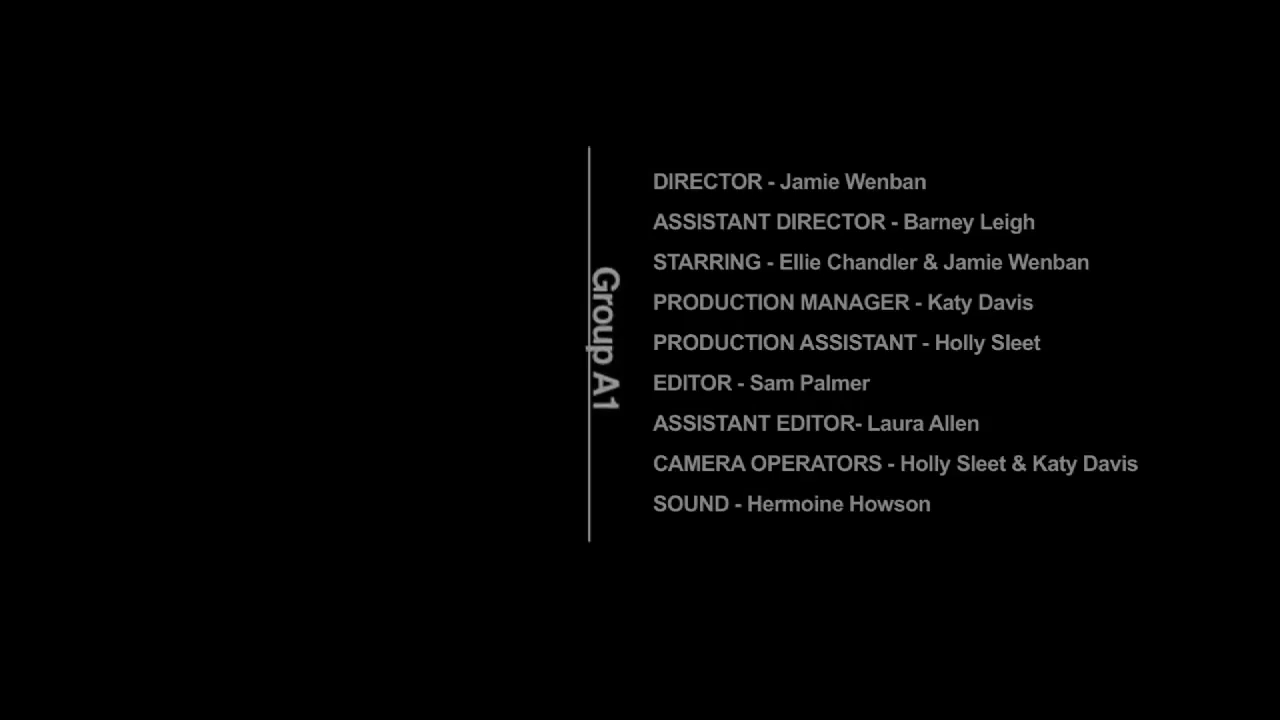 Group A1
DIRECTOR - Jamie Wenban
ASSISTANT DIRECTOR - Barney Leigh
STARRING - Ellie Chandler & Jamie Wenban
PRODUCTION MANAGER - Katy Davis
PRODUCTION ASSISTANT - Holly Sleet
EDITOR - Sam Palmer
ASSISTANT EDITOR- Laura Allen
CAMERA OPERATORS - Holly Sleet & Katy Davis
SOUND - Hermoine Howson